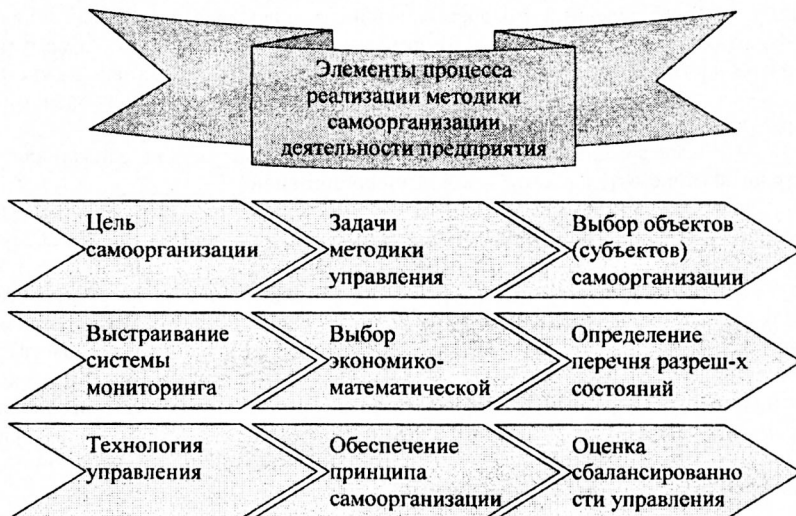 Элементы процесса
реализации методики
самоорганизации
деятельности предприятия
Цель
самоорганизации
Задачи
методики
управления
Выбор объектов
(субъектов)
самоорганизации
Выстраивание
системы
мониторинга
Выбор
экономико-
математической
Определение
перечня разреш-х
состояний
Технология
управления
Обеспечение
принципа
самоорганизации
Оценка
сбалансированно
сти управления